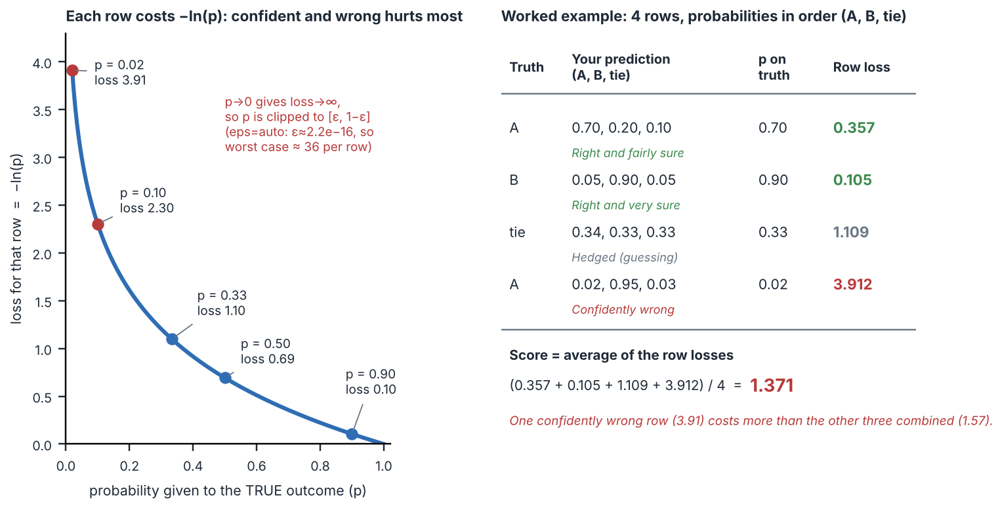 Each row costs −ln(p): confident and wrong hurts most
4.0
3.5
3.0
2.5
2.0
1.5
1.0
0.5
0.0
loss for that row = −ln(p)
p = 0.02
loss 3.91
p→0 gives loss→∞,
so p is clipped to [ε, 1−ε]
(eps=auto: ε≈2.2e−16, so
worst case ≈ 36 per row)
p = 0.10
loss 2.30
p = 0.33
loss 1.10
p = 0.50
loss 0.69
p = 0.90
loss 0.10
0.0 0.2 0.4 0.6 0.8 1.0
probability given to the TRUE outcome (p)
Worked example: 4 rows, probabilities in order (A, B, tie)
Truth Your prediction (A, B, tie) p on truth Row loss
A 0.70, 0.20, 0.10 0.70 0.357
Right and fairly sure
B 0.05, 0.90, 0.05 0.90 0.105
Right and very sure
tie 0.34, 0.33, 0.33 0.33 1.109
Hedged (guessing)
A 0.02, 0.95, 0.03 0.02 3.912
Confidently wrong
Score = average of the row losses
(0.357 + 0.105 + 1.109 + 3.912) / 4 = 1.371
One confidently wrong row (3.91) costs more than the other three combined (1.57).